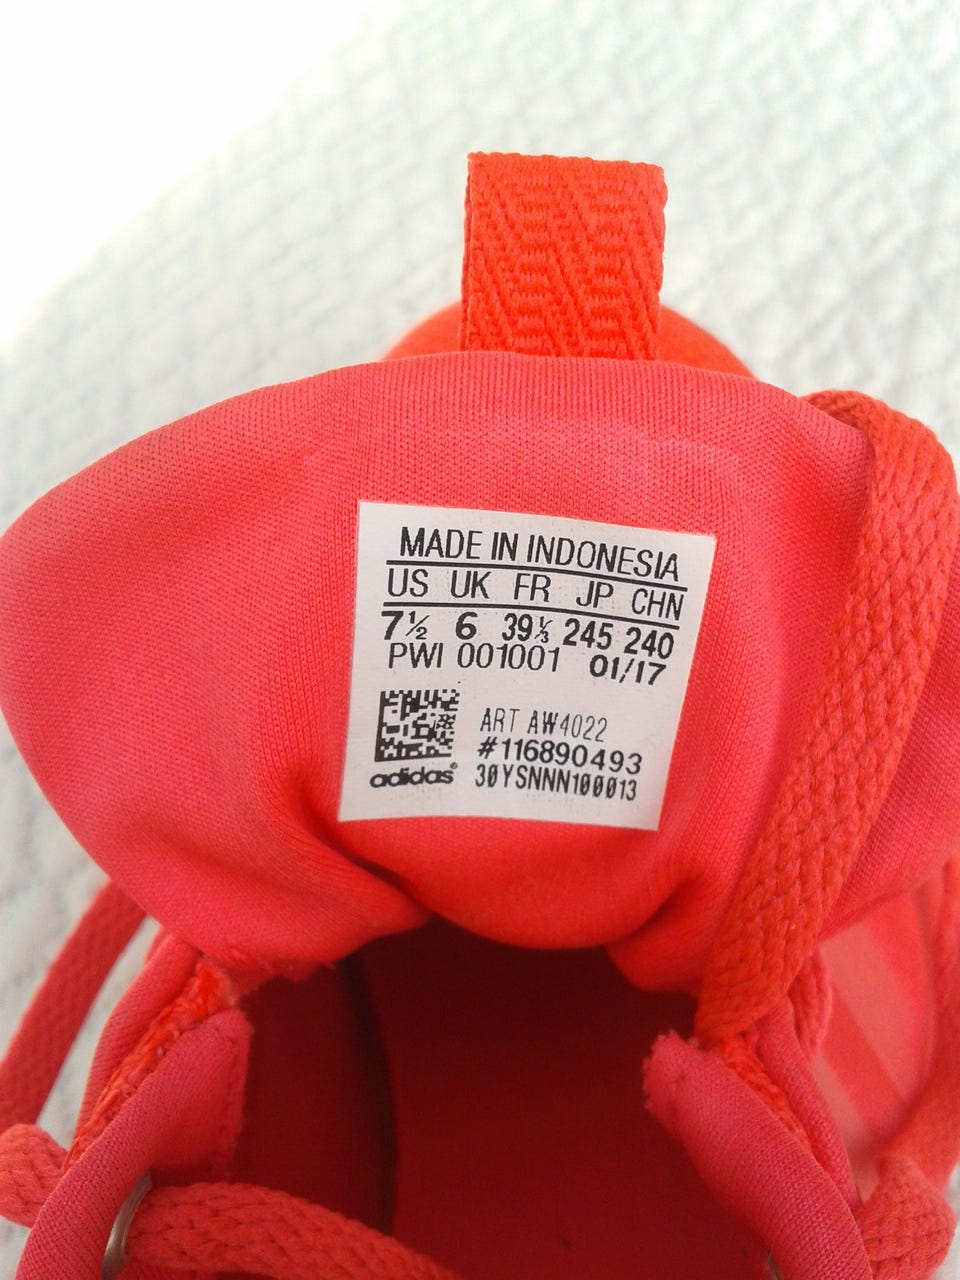 MADE IN INDONESIA
US UK FR JP CHN
7½ 6 39⅓ 245 240
PWI 001001 01/17
ART AW4022
#116890493
adidas® 30YSNNN100013